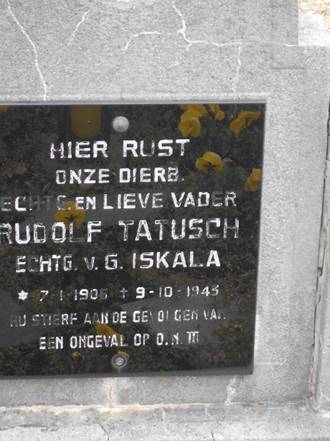 HIER RUST
ONZE DIERB.
ECHTG. EN LIEVE VADER
RUDOLF TATUSCH
ECHTG. V. G. ISKALA
* 7-1-1906 + 9-10-1945
HIJ STIERF AAN DE GEVOLGEN VAN
EEN ONGEVAL OP O.N. III